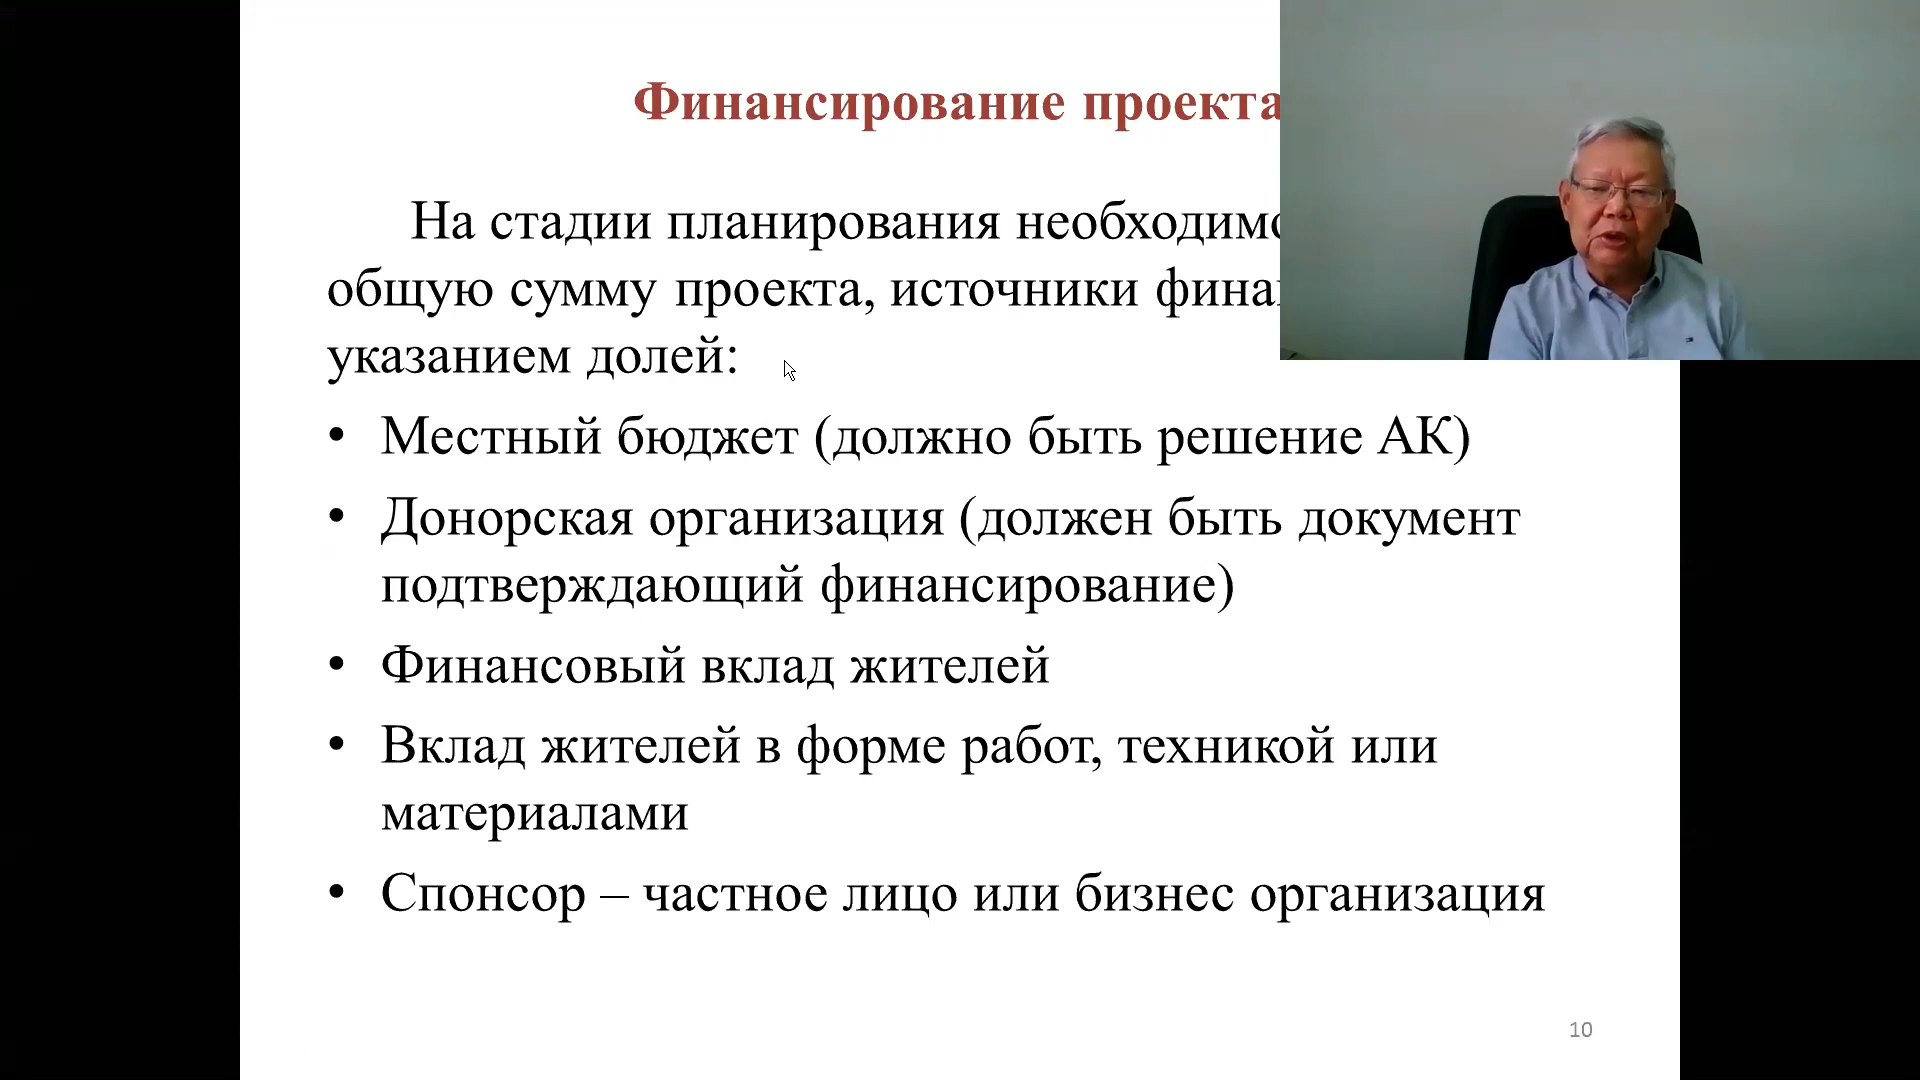 Финансирование проекта
На стадии планирования
общую сумму проекта, источники
указанием долей:
• Местный бюджет (должно быть решение АК)
• Донорская организация (должен быть документ
подтверждающий финансирование)
• Финансовый вклад жителей
• Вклад жителей в форме работ, техникой или
материалами
• Спонсор – частное лицо или бизнес организация
10